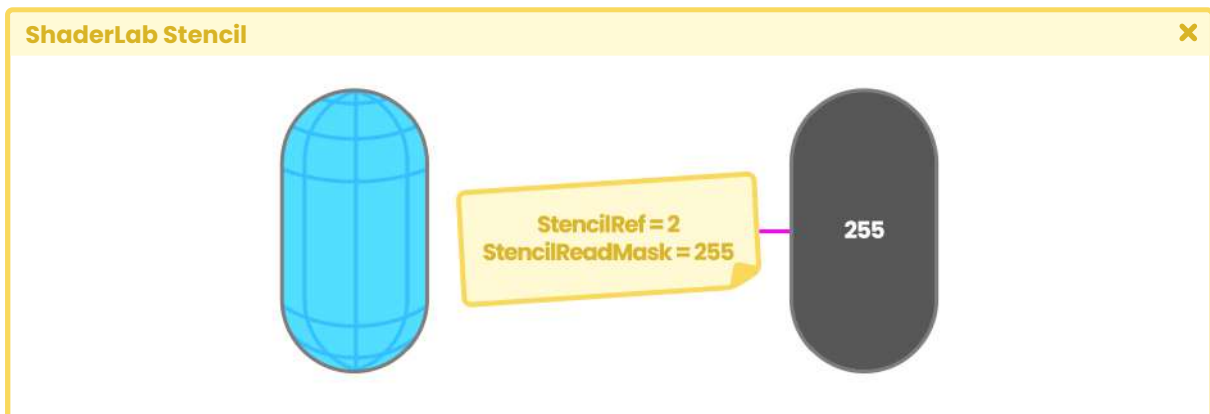 ShaderLab Stencil
StencilRef = 2
StencilReadMask = 255
255